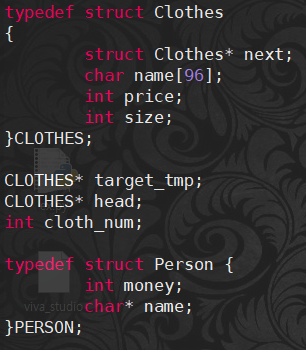 typedef struct Clothes
{
        struct Clothes* next;
        char name[96];
        int price;
        int size;
}CLOTHES;

CLOTHES* target_tmp;
CLOTHES* head;
int cloth_num;

typedef struct Person {
        int money;
viva_studio
        char* name;
}PERSON;